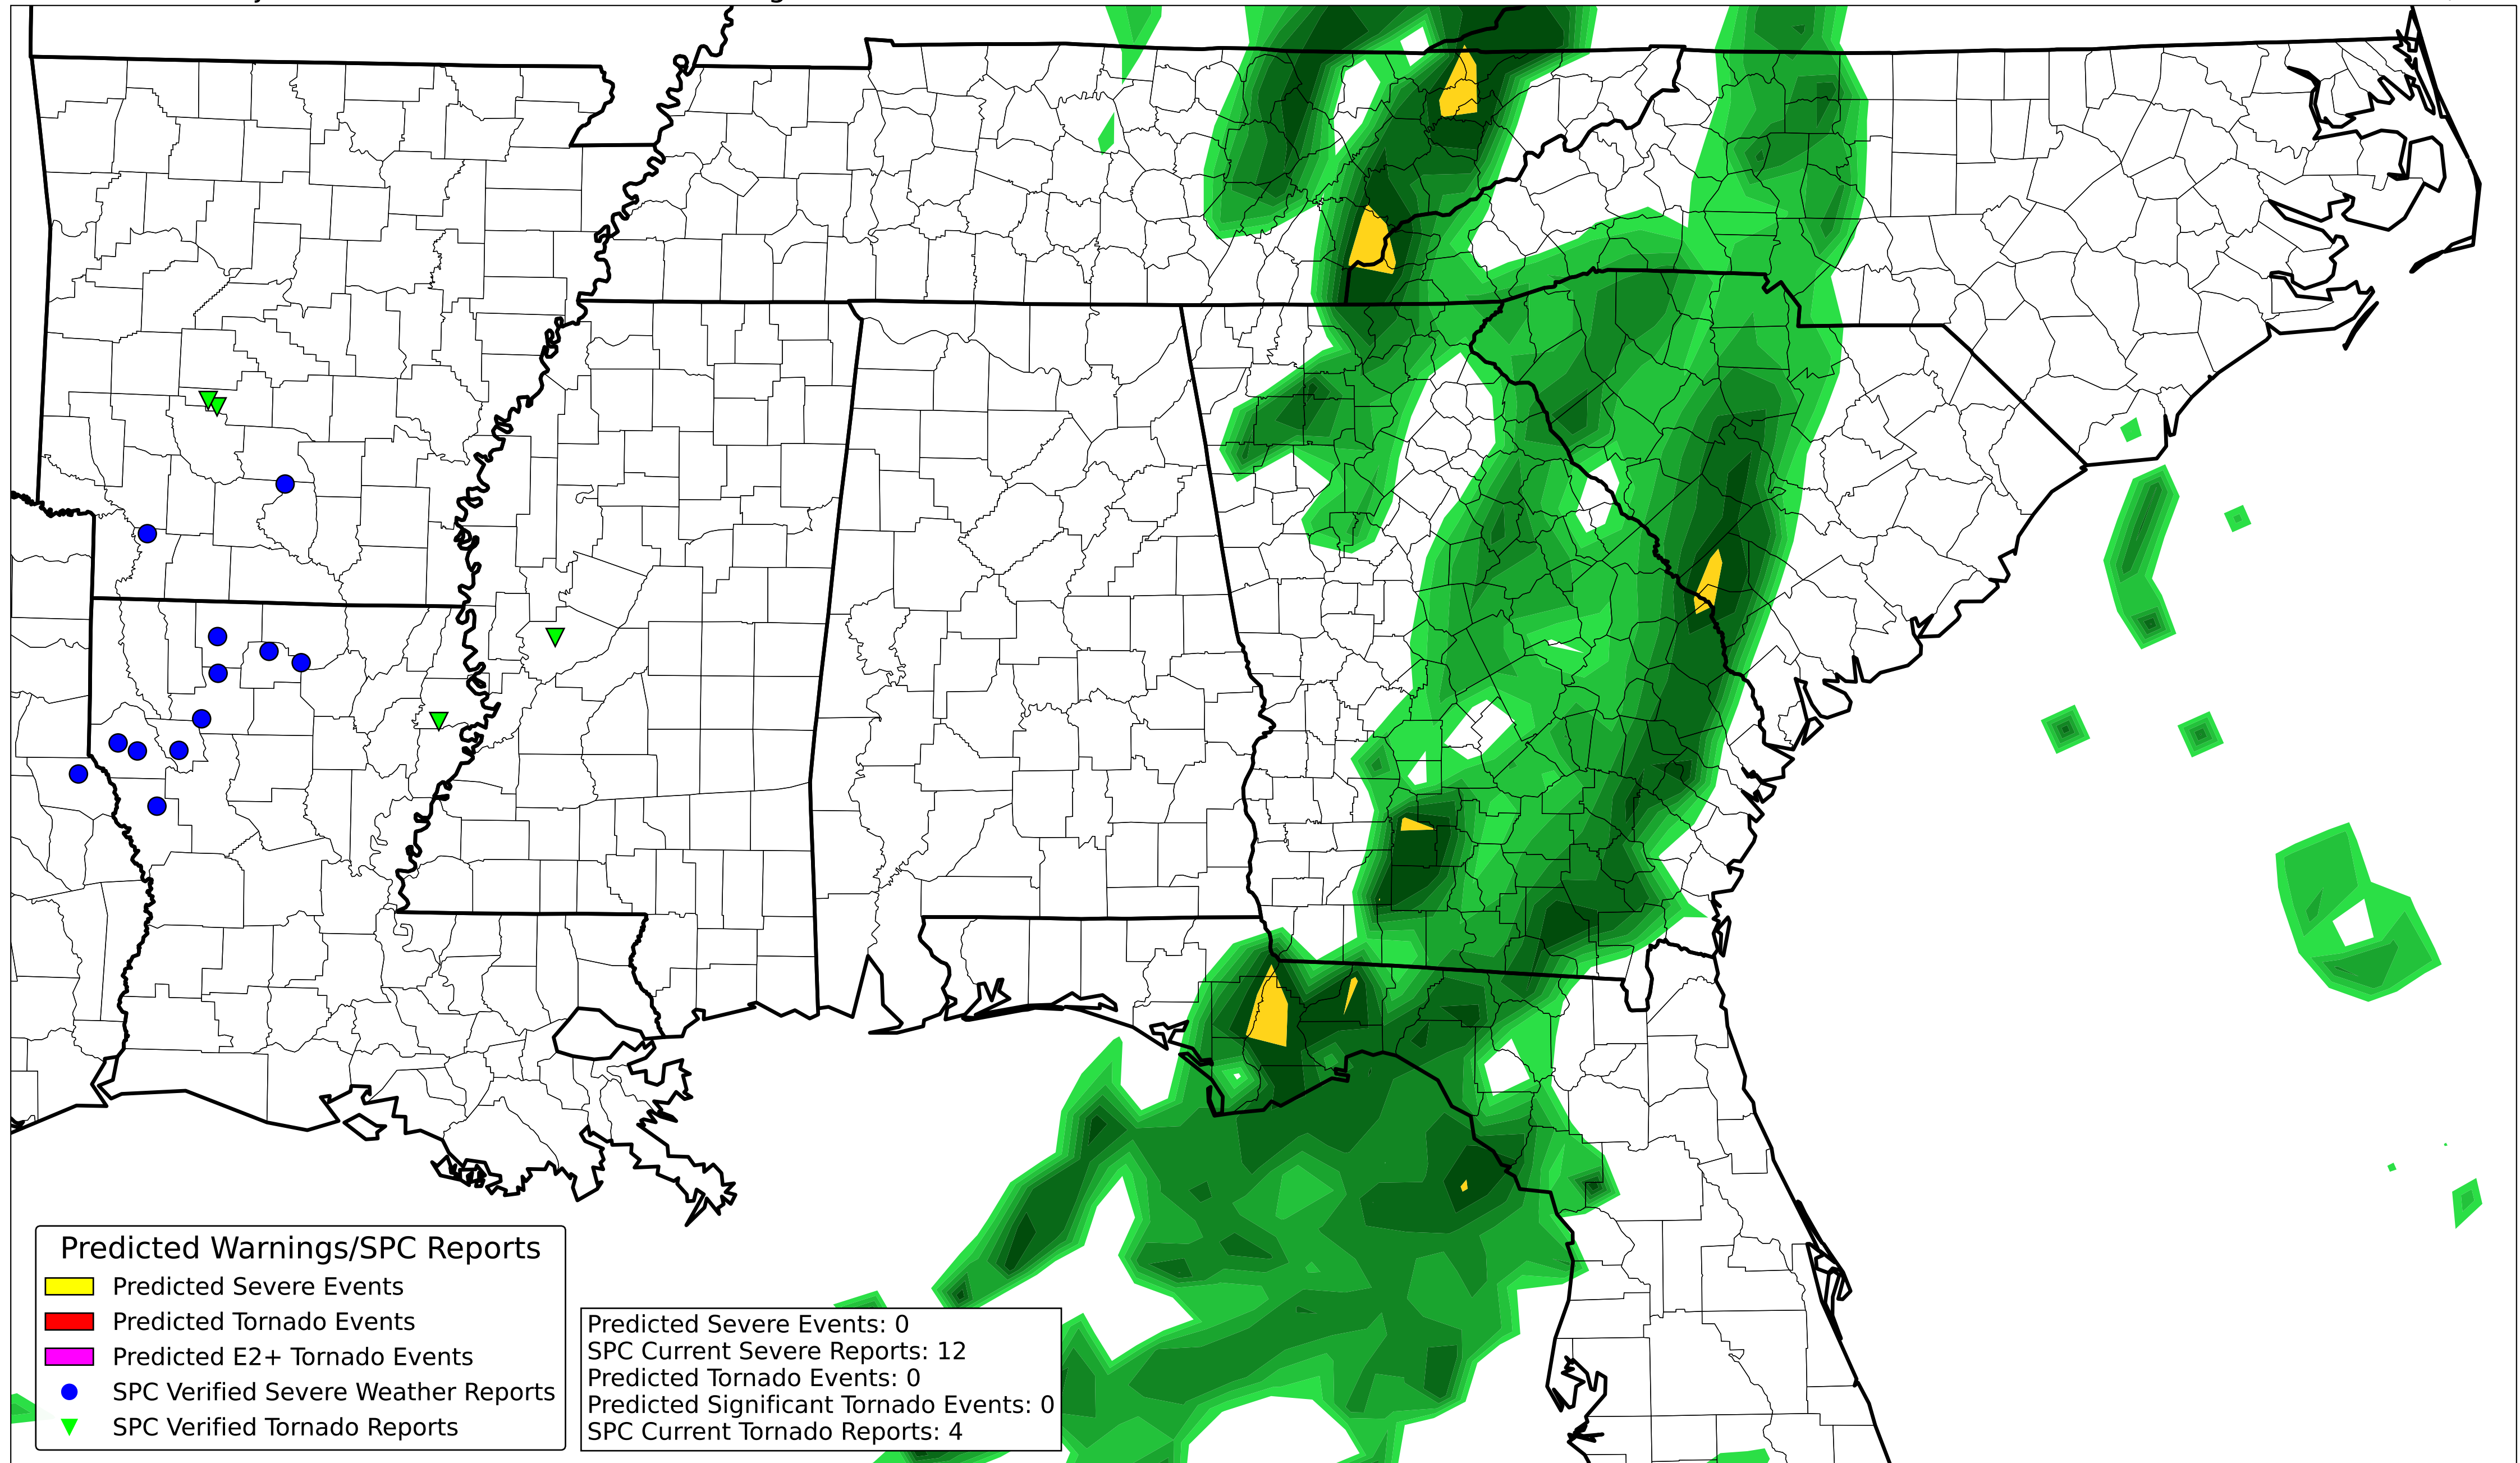 Predicted Warnings/SPC Reports
Predicted Severe Events
Predicted Tornado Events
Predicted E2+ Tornado Events
SPC Verified Severe Weather Reports
SPC Verified Tornado Reports
Predicted Severe Events: 0
SPC Current Severe Reports: 12
Predicted Tornado Events: 0
Predicted Significant Tornado Events: 0
SPC Current Tornado Reports: 4